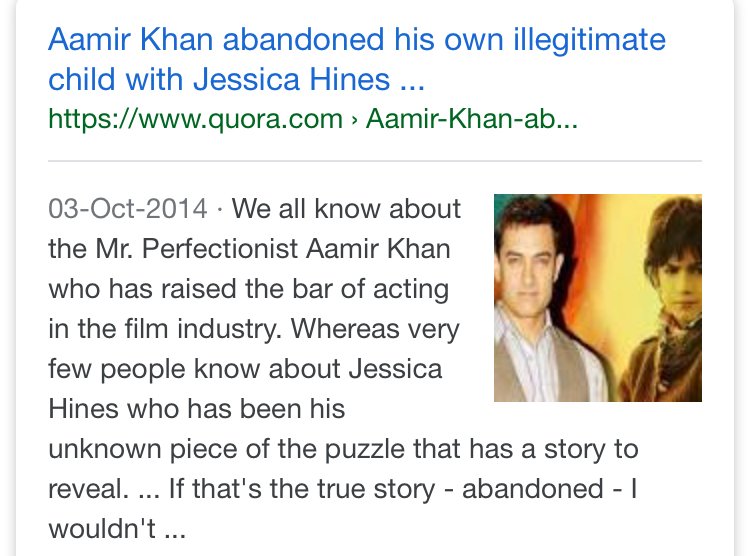 Aamir Khan abandoned his own illegitimate
child with Jessica Hines ...
https://www.quora.com › Aamir-Khan-ab...
03-Oct-2014 · We all know about
the Mr. Perfectionist Aamir Khan
who has raised the bar of acting
in the film industry. Whereas very
few people know about Jessica
Hines who has been his
unknown piece of the puzzle that has a story to
reveal. ... If that's the true story - abandoned - I
wouldn't ...